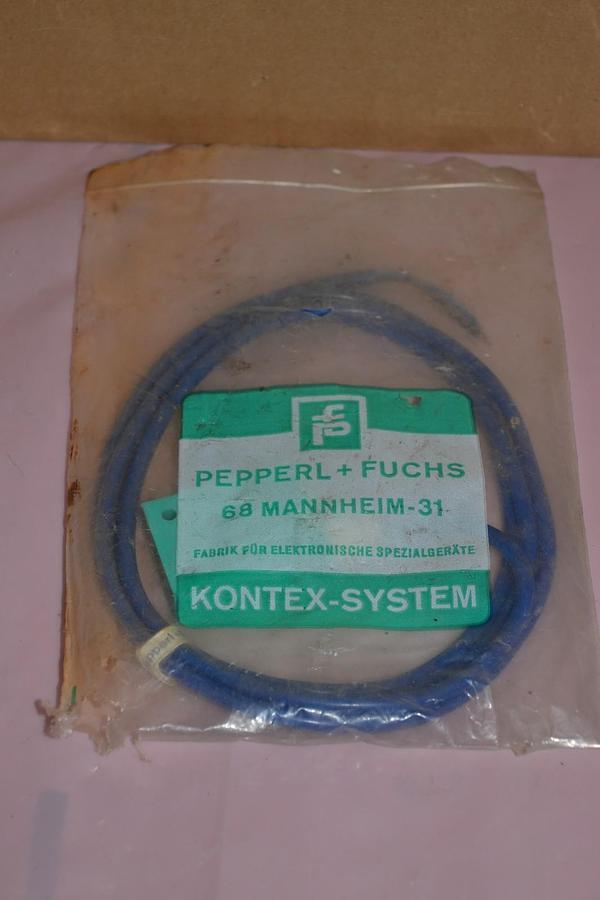 PEPPERL + FUCHS
68 MANNHEIM-31
FABRIK FÜR ELEKTRONISCHE SPEZIALGERÄTE
KONTEX-SYSTEM